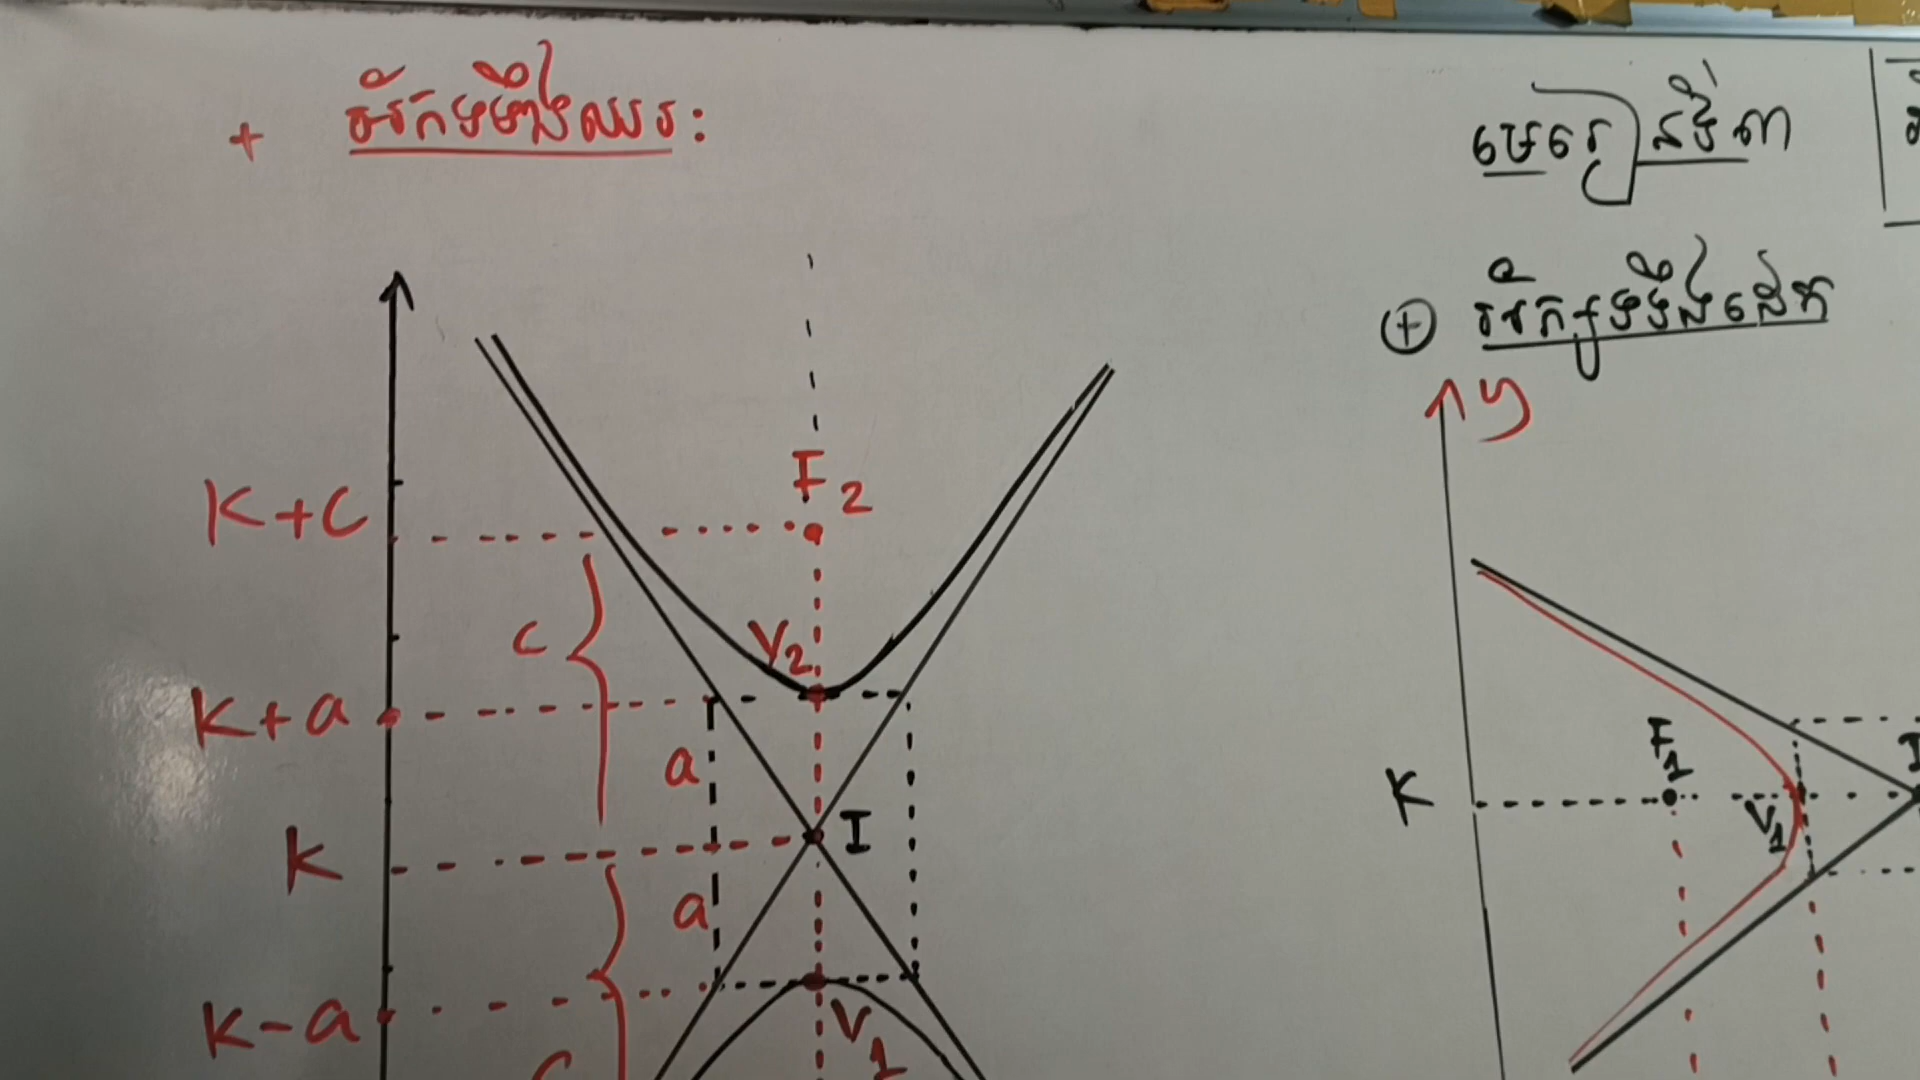 + អ័ក្សទទឹងឈរ:
F2
K+C
C
V2
K+a
a
I
K
a
K-a
V1
C
មេរៀនទី
⊕ អ័ក្សទទឹងដេក
y
F1
I
K
V1